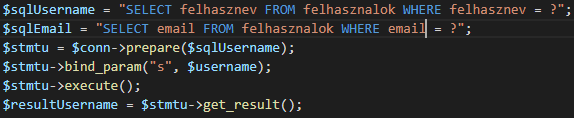 $sqlUsername = "SELECT felhasznev FROM felhasznalok WHERE felhasznev = ?";
$sqlEmail = "SELECT email FROM felhasznalok WHERE email = ?";
$stmtu = $conn->prepare($sqlUsername);
$stmtu->bind_param("s", $username);
$stmtu->execute();
$resultUsername = $stmtu->get_result();